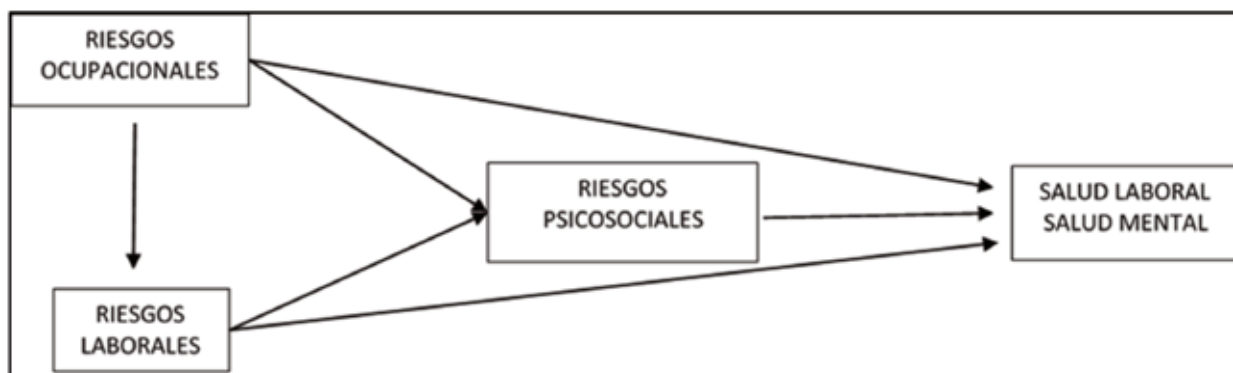 RIESGOS
OCUPACIONALES
RIESGOS
PSICOSOCIALES
SALUD LABORAL
SALUD MENTAL
RIESGOS
LABORALES